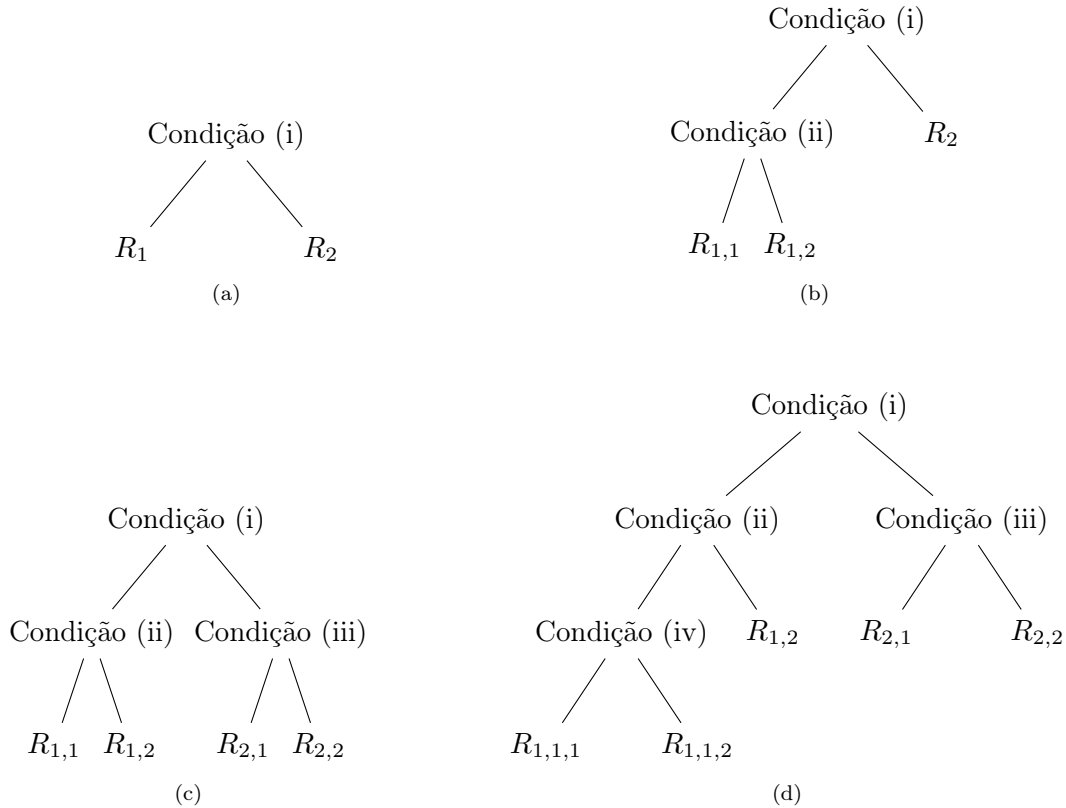 Condição (i)
R1 R2
(a)
Condição (i)
Condição (ii) R2
R1,1 R1,2
(b)
Condição (i)
Condição (ii) Condição (iii)
R1,1 R1,2 R2,1 R2,2
(c)
Condição (i)
Condição (ii) Condição (iii)
Condição (iv) R1,2 R2,1 R2,2
R1,1,1 R1,1,2
(d)